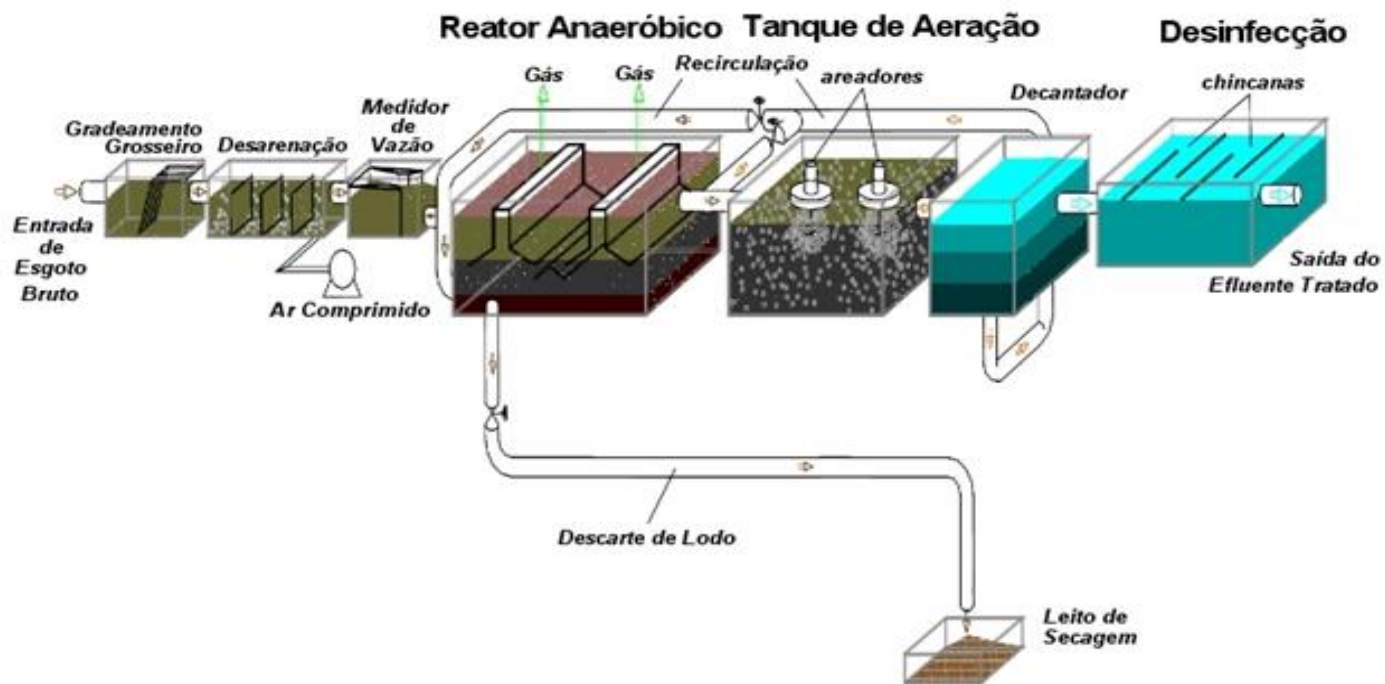 Reator Anaeróbico
Tanque de Aeração
Desinfecção
Gás
Gás
Recirculação
areadores
Decantador
chincanas
Medidor
de
Vazão
Gradeamento
Grosseiro
Desarenação
Entrada
de
Esgoto
Bruto
Ar Comprimido
Saída do
Efluente Tratado
Descarte de Lodo
Leito de
Secagem